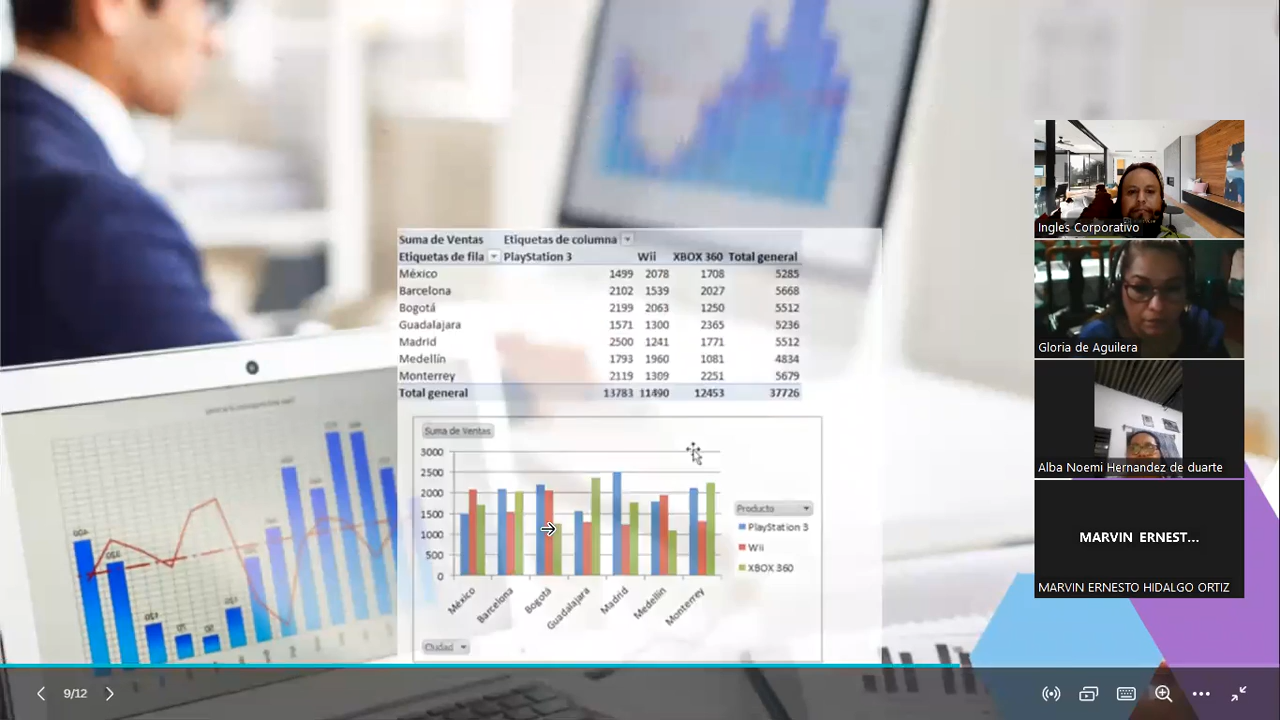 Suma de Ventas Etiquetas de columna
Etiquetas de fila PlayStation 3 Wii XBOX 360 Total general
México 1499 2078 1708 5285
Barcelona 2102 1539 2027 5668
Bogotá 2199 2063 1250 5512
Guadalajara 1571 1300 2365 5236
Madrid 2500 1241 1771 5512
Medellín 1793 1960 1081 4834
Monterrey 2119 1309 2251 5679
Total general 13783 11490 12453 37726
Suma de Ventas
3000
2500
2000
1500
1000
500
0
México Barcelona Bogotá Guadalajara Madrid Medellín Monterrey
Producto
PlayStation 3
Wii
XBOX 360
Ciudad
Ingles Corporativo
Gloria de Aguilera
Alba Noemi Hernandez de duarte
MARVIN ERNEST...
MARVIN ERNESTO HIDALGO ORTIZ
9/12